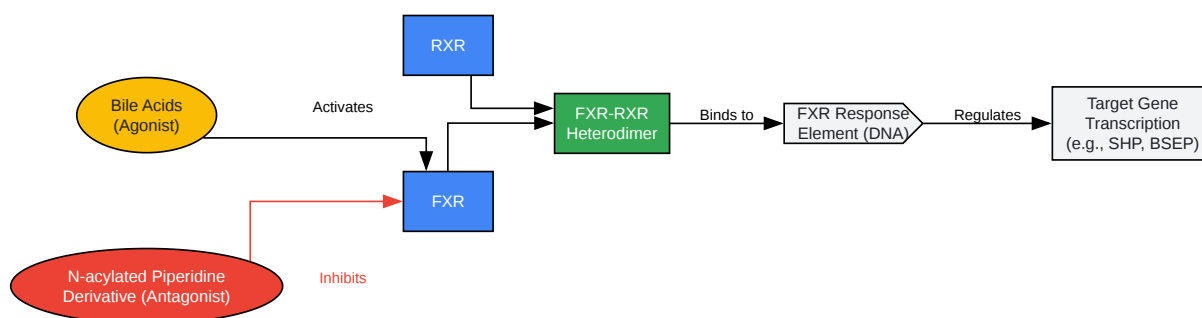 RXR
Bile Acids
(Agonist)
Activates
FXR-RXR
Heterodimer
Binds to
FXR Response
Element (DNA)
Regulates
Target Gene
Transcription
(e.g., SHP, BSEP)
FXR
N-acylated Piperidine
Derivative (Antagonist)
Inhibits